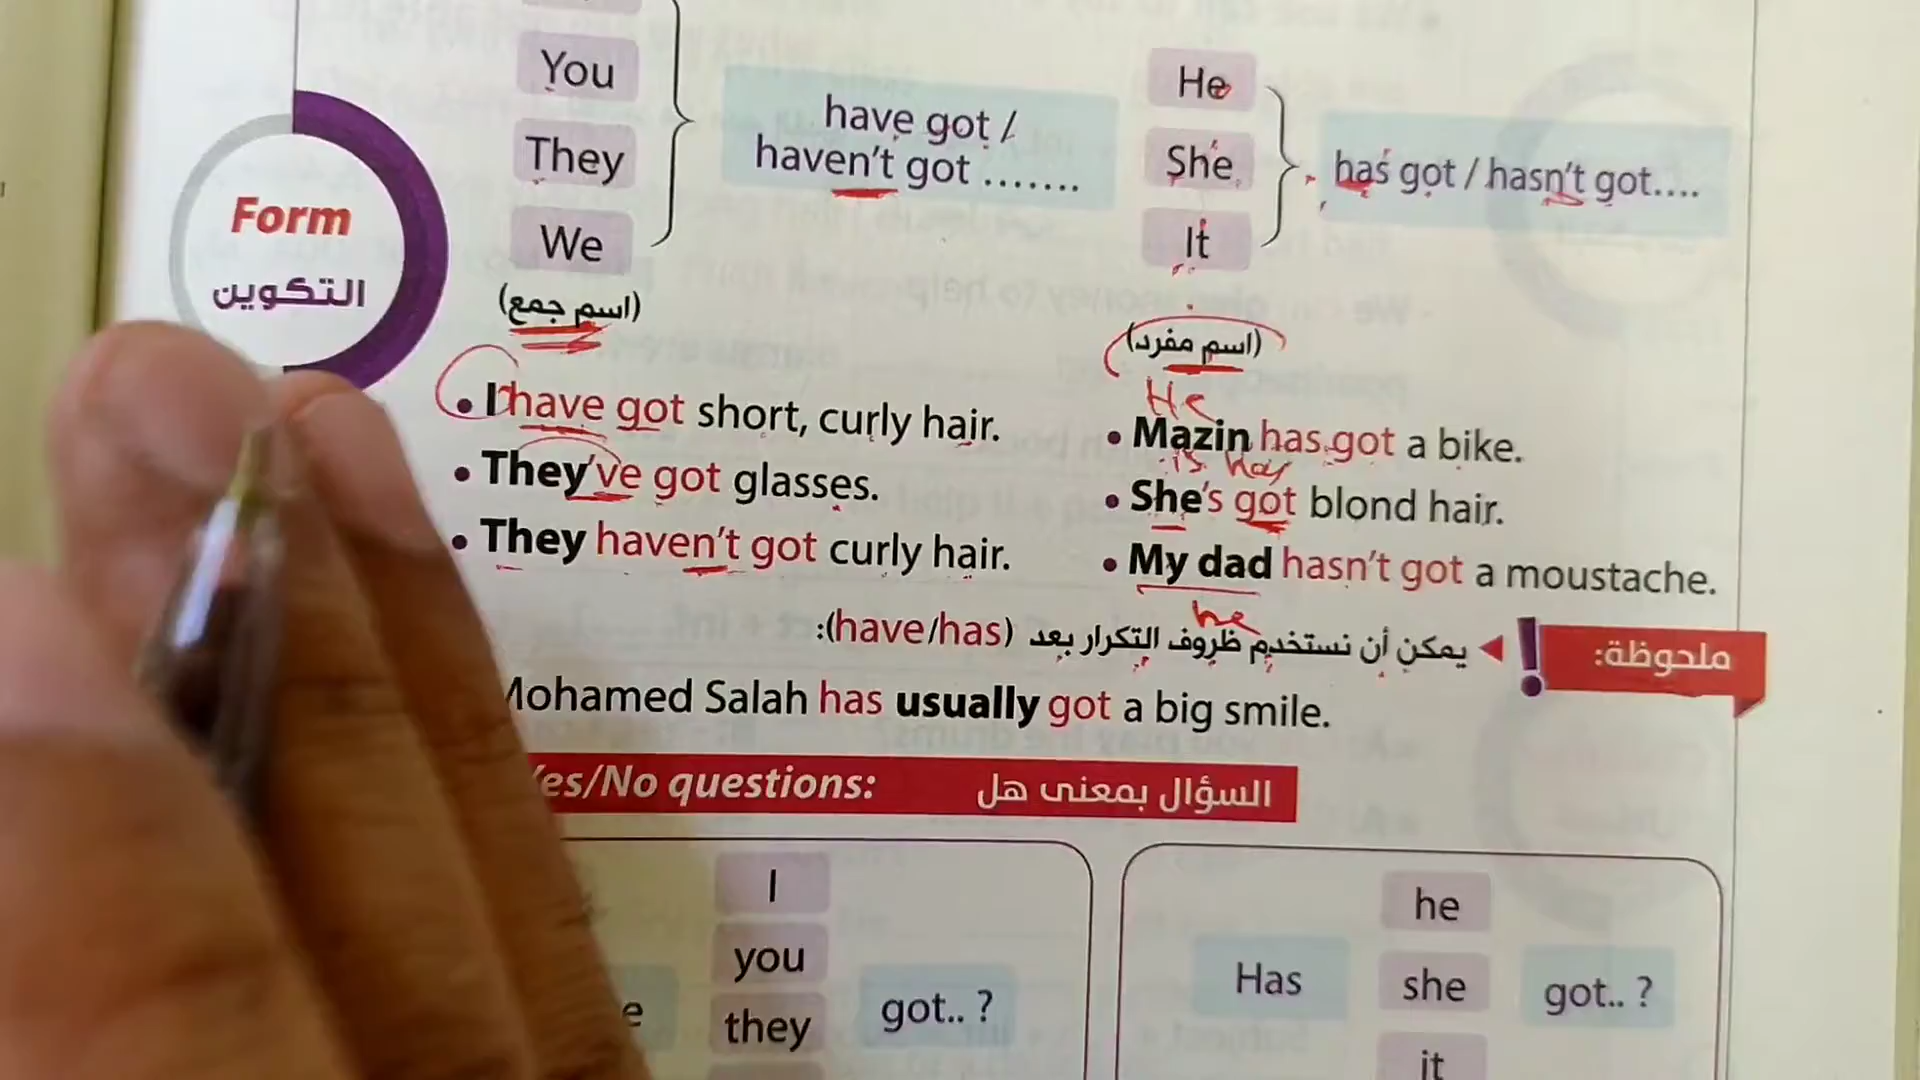 You
They
We
(اسم جمع)
have got /
haven't got .......
He
She
It
(اسم مفرد)
has got / hasn't got....
Form
التكوين
• I have got short, curly hair.
• They've got glasses.
• They haven't got curly hair.
He
• Mazin has got a bike.
is has
• She's got blond hair.
• My dad hasn't got a moustache.
he
ملحوظة:
يمكن أن نستخدم ظروف التكرار بعد (have/has):
Mohamed Salah has usually got a big smile.
Yes/No questions: السؤال بمعنى هل
I
you
they
got.. ?
Has
he
she
it
got.. ?